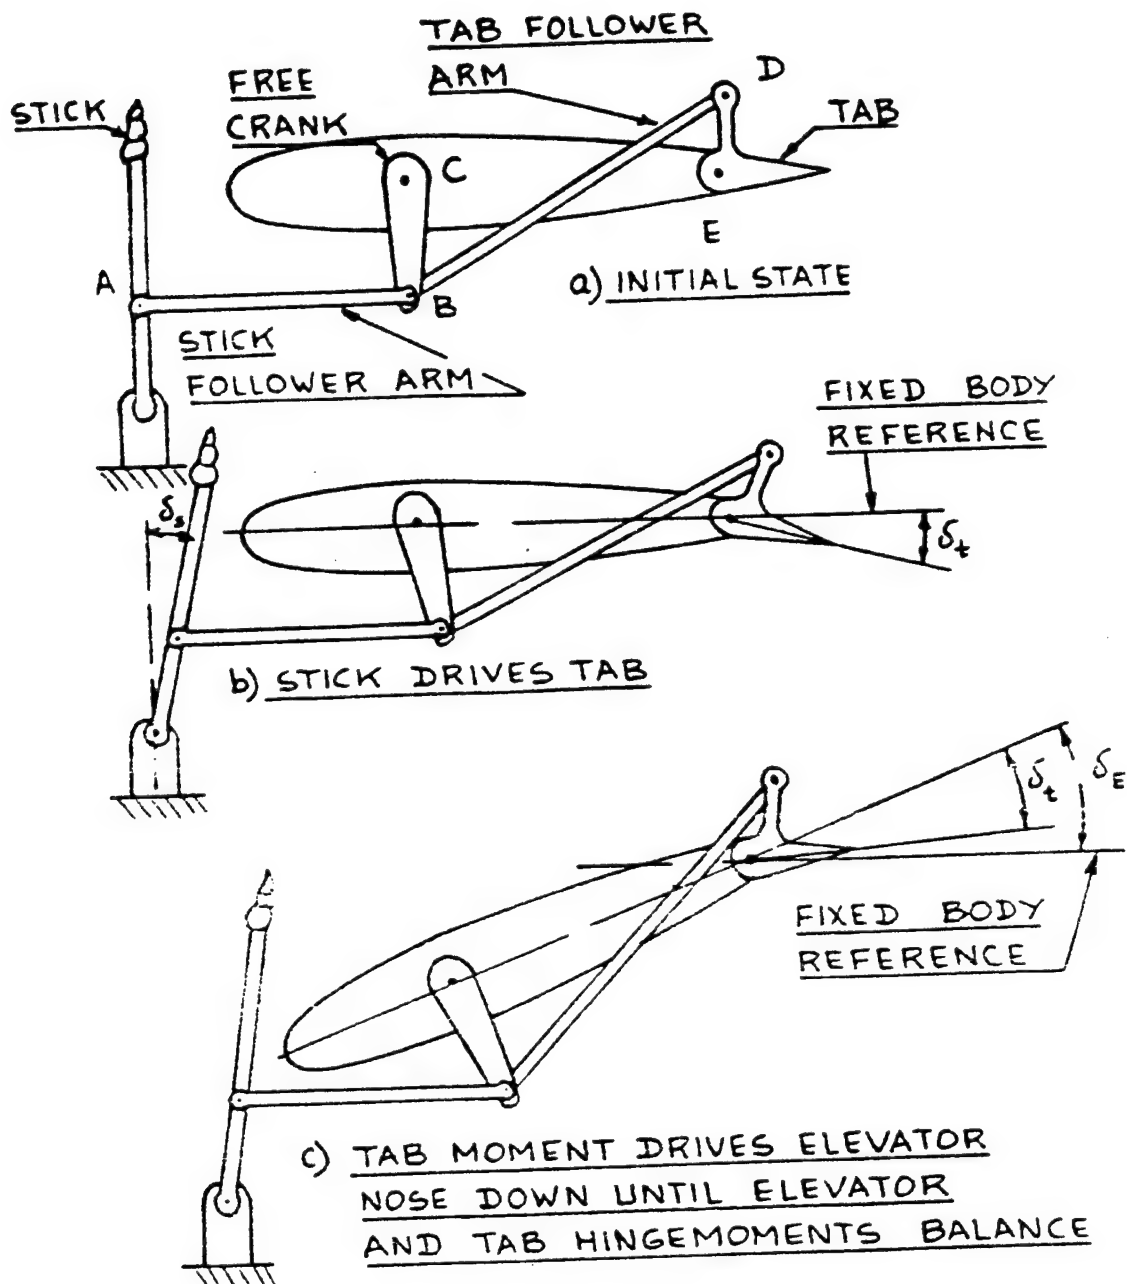 TAB FOLLOWER
ARM
D
FREE
CRANK
STICK
TAB
C
E
A
B
a) INITIAL STATE
STICK
FOLLOWER ARM
FIXED BODY
REFERENCE
δs
δt
b) STICK DRIVES TAB
δt
δE
FIXED BODY
REFERENCE
c) TAB MOMENT DRIVES ELEVATOR
NOSE DOWN UNTIL ELEVATOR
AND TAB HINGEMOMENTS BALANCE